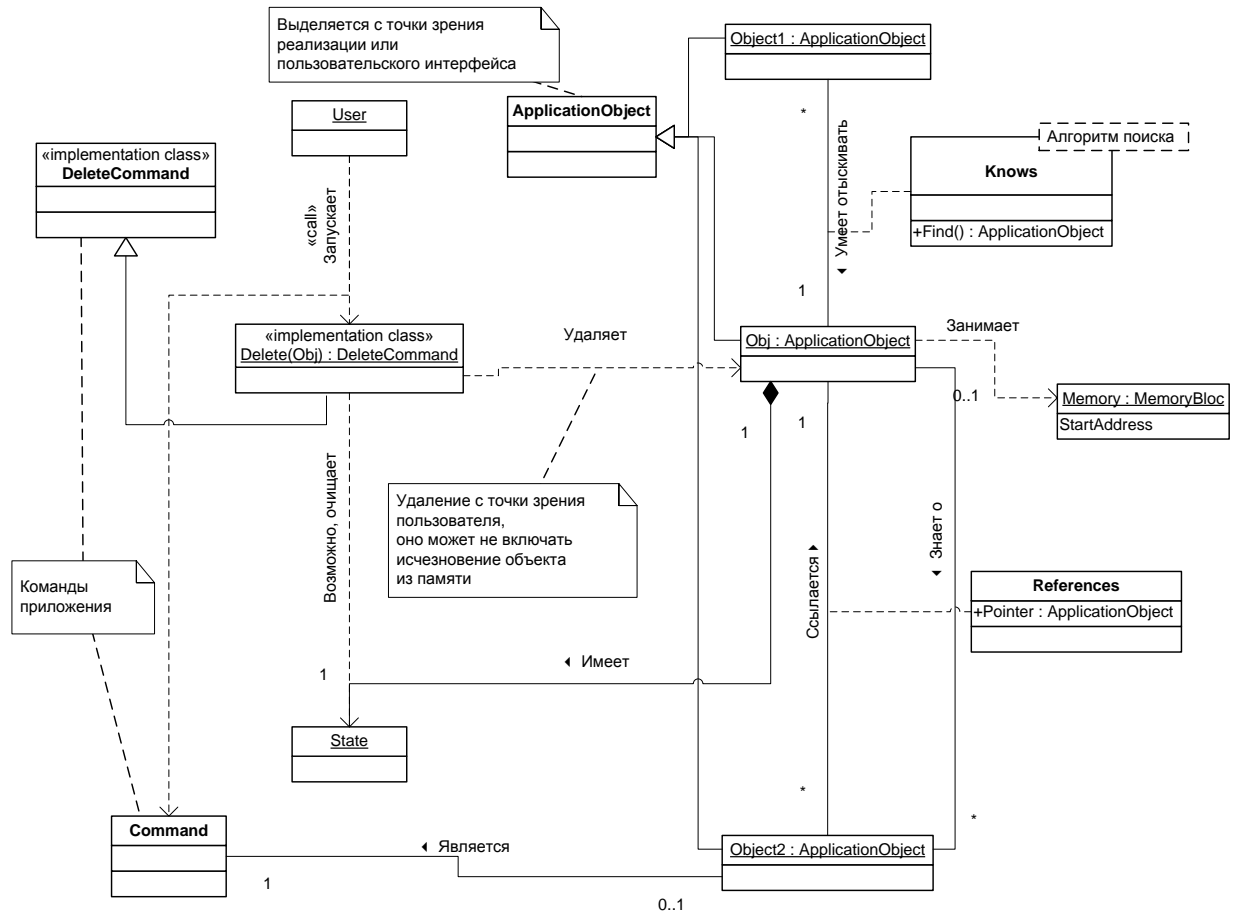 Выделяется с точки зрения
реализации или
пользовательского интерфейса
Object1 : ApplicationObject
User
ApplicationObject
*
Алгоритм поиска
Knows
+Find() : ApplicationObject
«implementation class»
DeleteCommand
«call»
Запускает
Умеет отыскивать
1
«implementation class»
Delete(Obj) : DeleteCommand
Удаляет
Obj : ApplicationObject
Занимает
0..1
Memory : MemoryBloc
StartAddress
1
1
Возможно, очищает
Удаление с точки зрения
пользователя,
оно может не включать
исчезновение объекта
из памяти
Ссылается
Знает о
Команды
приложения
References
+Pointer : ApplicationObject
1
Имеет
State
*
*
Command
Является
Object2 : ApplicationObject
1
0..1